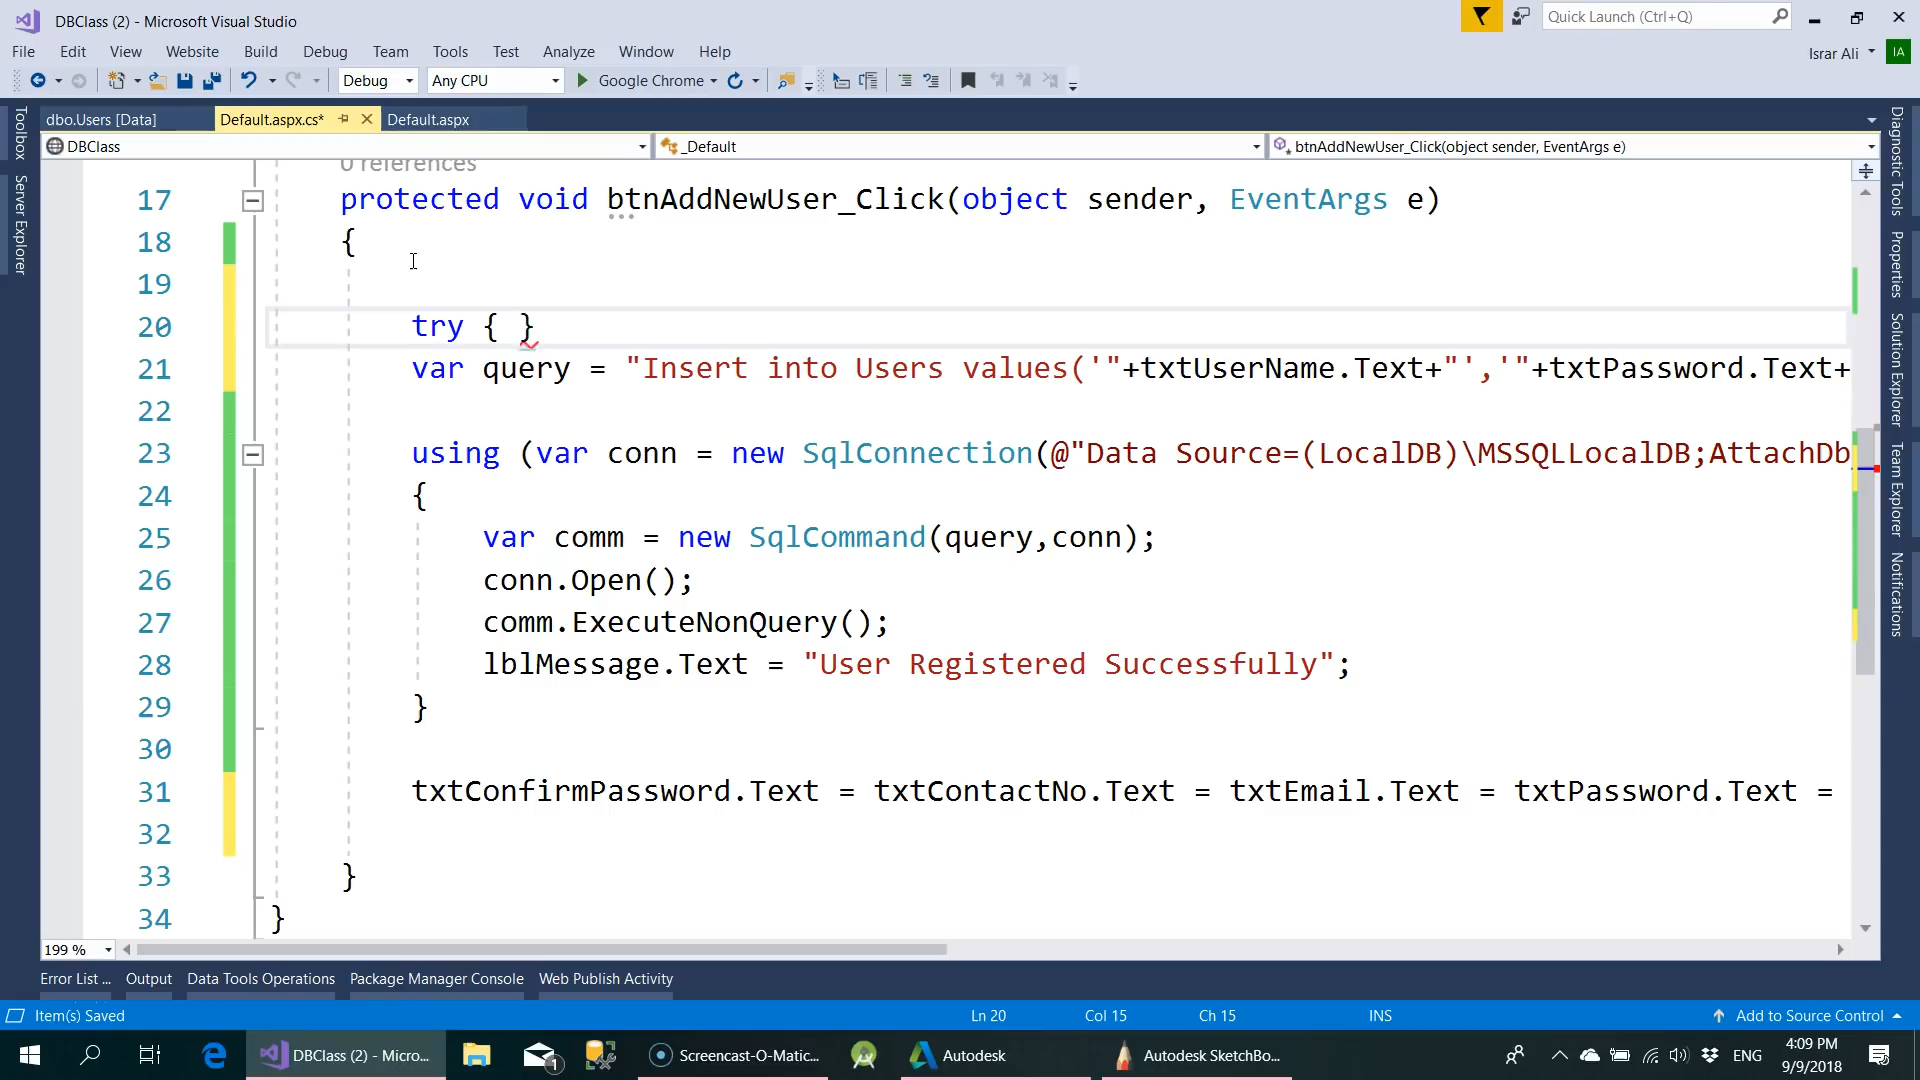 DBClass (2) - Microsoft Visual Studio
Quick Launch (Ctrl+Q)
File Edit View Website Build Debug Team Tools Test Analyze Window Help
Israr Ali IA
Debug Any CPU Google Chrome
dbo.Users [Data] Default.aspx.cs* Default.aspx
DBClass _Default btnAddNewUser_Click(object sender, EventArgs e)
Toolbox
Server Explorer
0 references
17 protected void btnAddNewUser_Click(object sender, EventArgs e)
18 {
19
20 try { }
21 var query = "Insert into Users values('"+txtUserName.Text+"','"+txtPassword.Text+
22
23 using (var conn = new SqlConnection(@"Data Source=(LocalDB)\MSSQLLocalDB;AttachDb
24 {
25 var comm = new SqlCommand(query,conn);
26 conn.Open();
27 comm.ExecuteNonQuery();
28 lblMessage.Text = "User Registered Successfully";
29 }
30
31 txtConfirmPassword.Text = txtContactNo.Text = txtEmail.Text = txtPassword.Text =
32
33 }
34 }
Diagnostic Tools
Properties
Solution Explorer
Team Explorer
Notifications
199 %
Error List ... Output Data Tools Operations Package Manager Console Web Publish Activity
Item(s) Saved Ln 20 Col 15 Ch 15 INS Add to Source Control
DBClass (2) - Micro... 1 Screencast-O-Matic... Autodesk Autodesk SketchBo... ENG 4:09 PM
9/9/2018